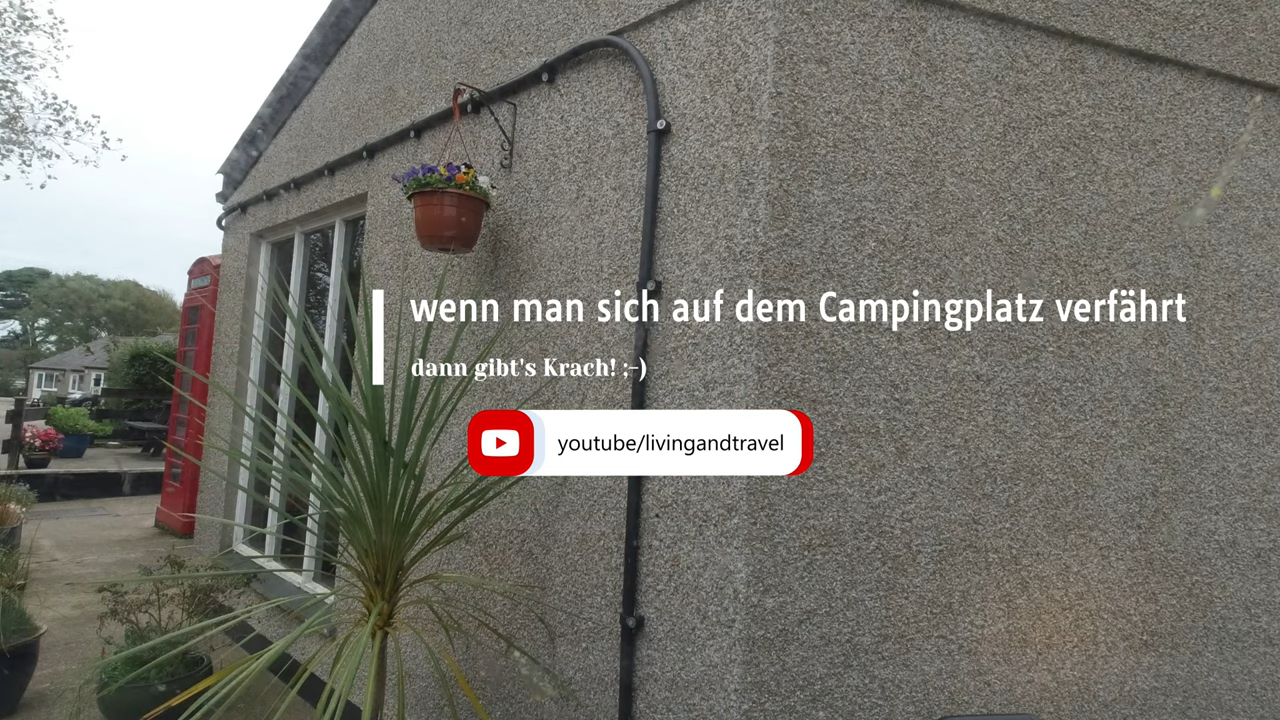 wenn man sich auf dem Campingplatz verfährt
dann gibt's Krach! ;-)
youtube/livingandtravel